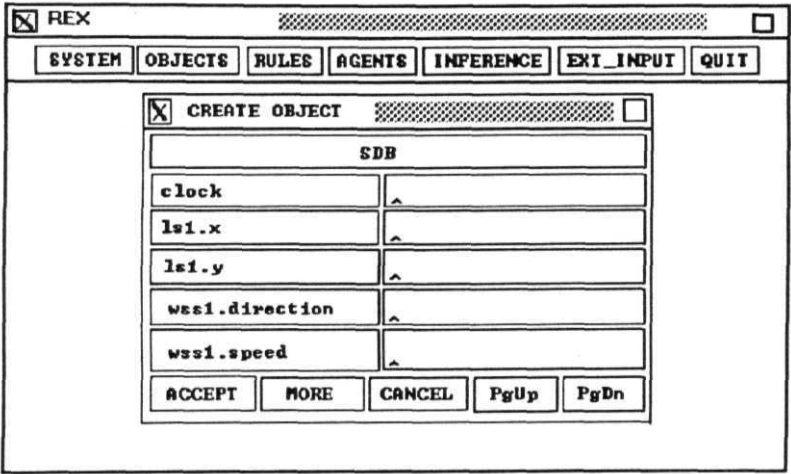 REX
SYSTEM OBJECTS RULES AGENTS INFERENCE EXT_INPUT QUIT
CREATE OBJECT
SDB
clock
ls1.x
ls1.y
wss1.direction
wss1.speed
ACCEPT MORE CANCEL PgUp PgDn